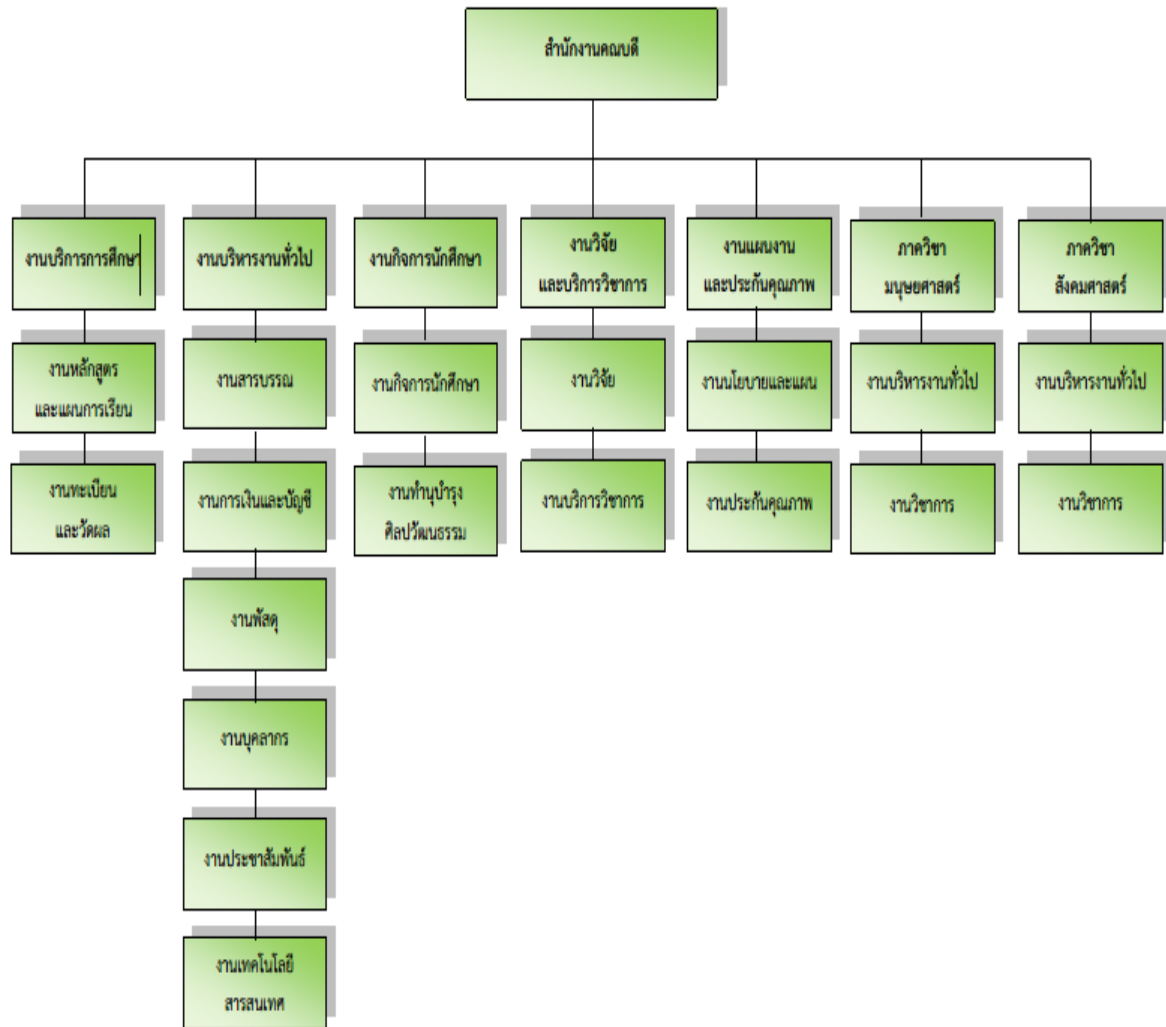 สำนักงานคณบดี
งานบริการการศึกษา
งานบริหารงานทั่วไป
งานกิจการนักศึกษา
งานวิจัย
และบริการวิชาการ
งานแผนงาน
และประกันคุณภาพ
ภาควิชา
มนุษยศาสตร์
ภาควิชา
สังคมศาสตร์
งานหลักสูตร
และแผนการเรียน
งานสารบรรณ
งานกิจการนักศึกษา
งานวิจัย
งานนโยบายและแผน
งานบริหารงานทั่วไป
งานบริหารงานทั่วไป
งานทะเบียน
และวัดผล
งานการเงินและบัญชี
งานทำนุบำรุง
ศิลปวัฒนธรรม
งานบริการวิชาการ
งานประกันคุณภาพ
งานวิชาการ
งานวิชาการ
งานพัสดุ
งานบุคลากร
งานประชาสัมพันธ์
งานเทคโนโลยี
สารสนเทศ